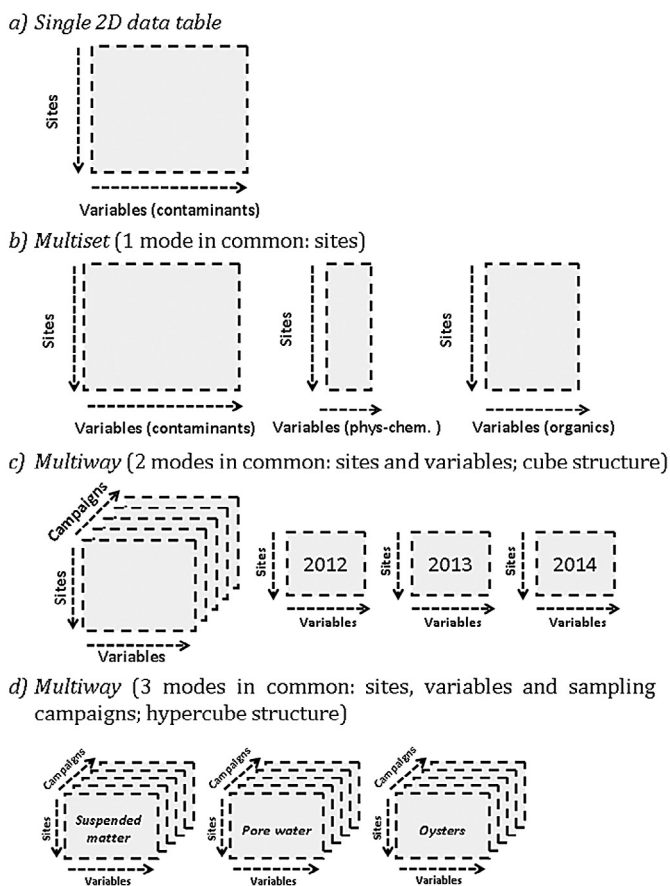 a) Single 2D data table
Sites
Variables (contaminants)
b) Multiset (1 mode in common: sites)
Sites
Sites
Sites
Variables (contaminants)
Variables (phys-chem. )
Variables (organics)
c) Multiway (2 modes in common: sites and variables; cube structure)
Campaigns
Sites
Variables
Sites
2012
Variables
Sites
2013
Variables
Sites
2014
Variables
d) Multiway (3 modes in common: sites, variables and sampling
campaigns; hypercube structure)
Campaigns
Sites
Suspended
matter
Variables
Campaigns
Sites
Pore water
Variables
Campaigns
Sites
Oysters
Variables